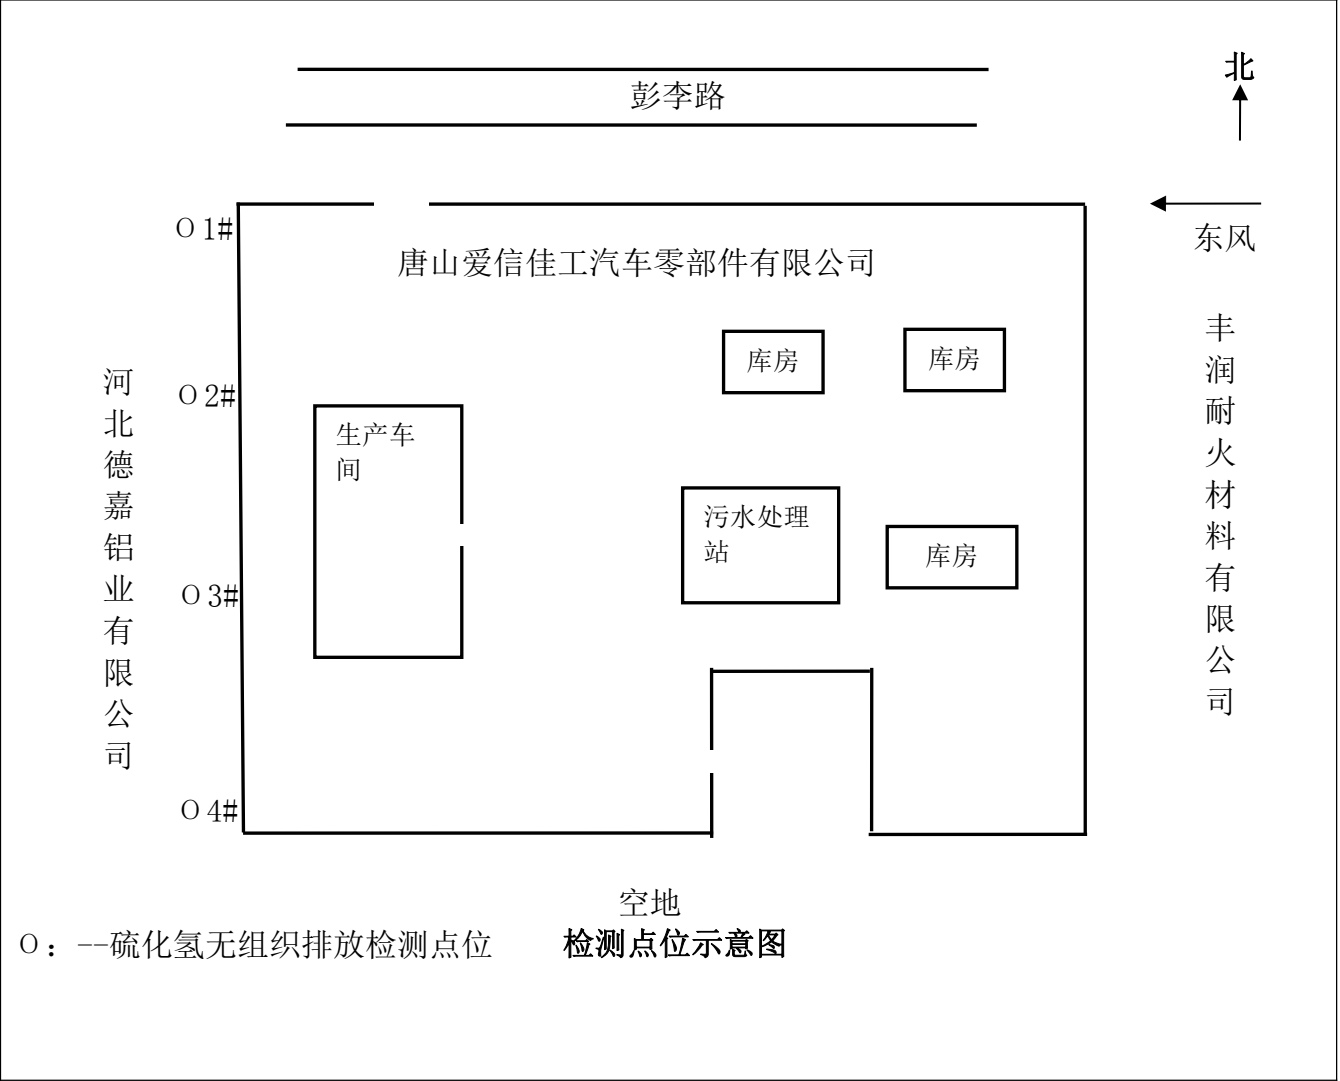 北
彭李路
东风
O 1#
唐山爱信佳工汽车零部件有限公司
库房
库房
O 2#
生产车
间
河北德嘉铝业有限公司
丰润耐火材料有限公司
污水处理
站
库房
O 3#
O 4#
空地
O：--硫化氢无组织排放检测点位
检测点位示意图